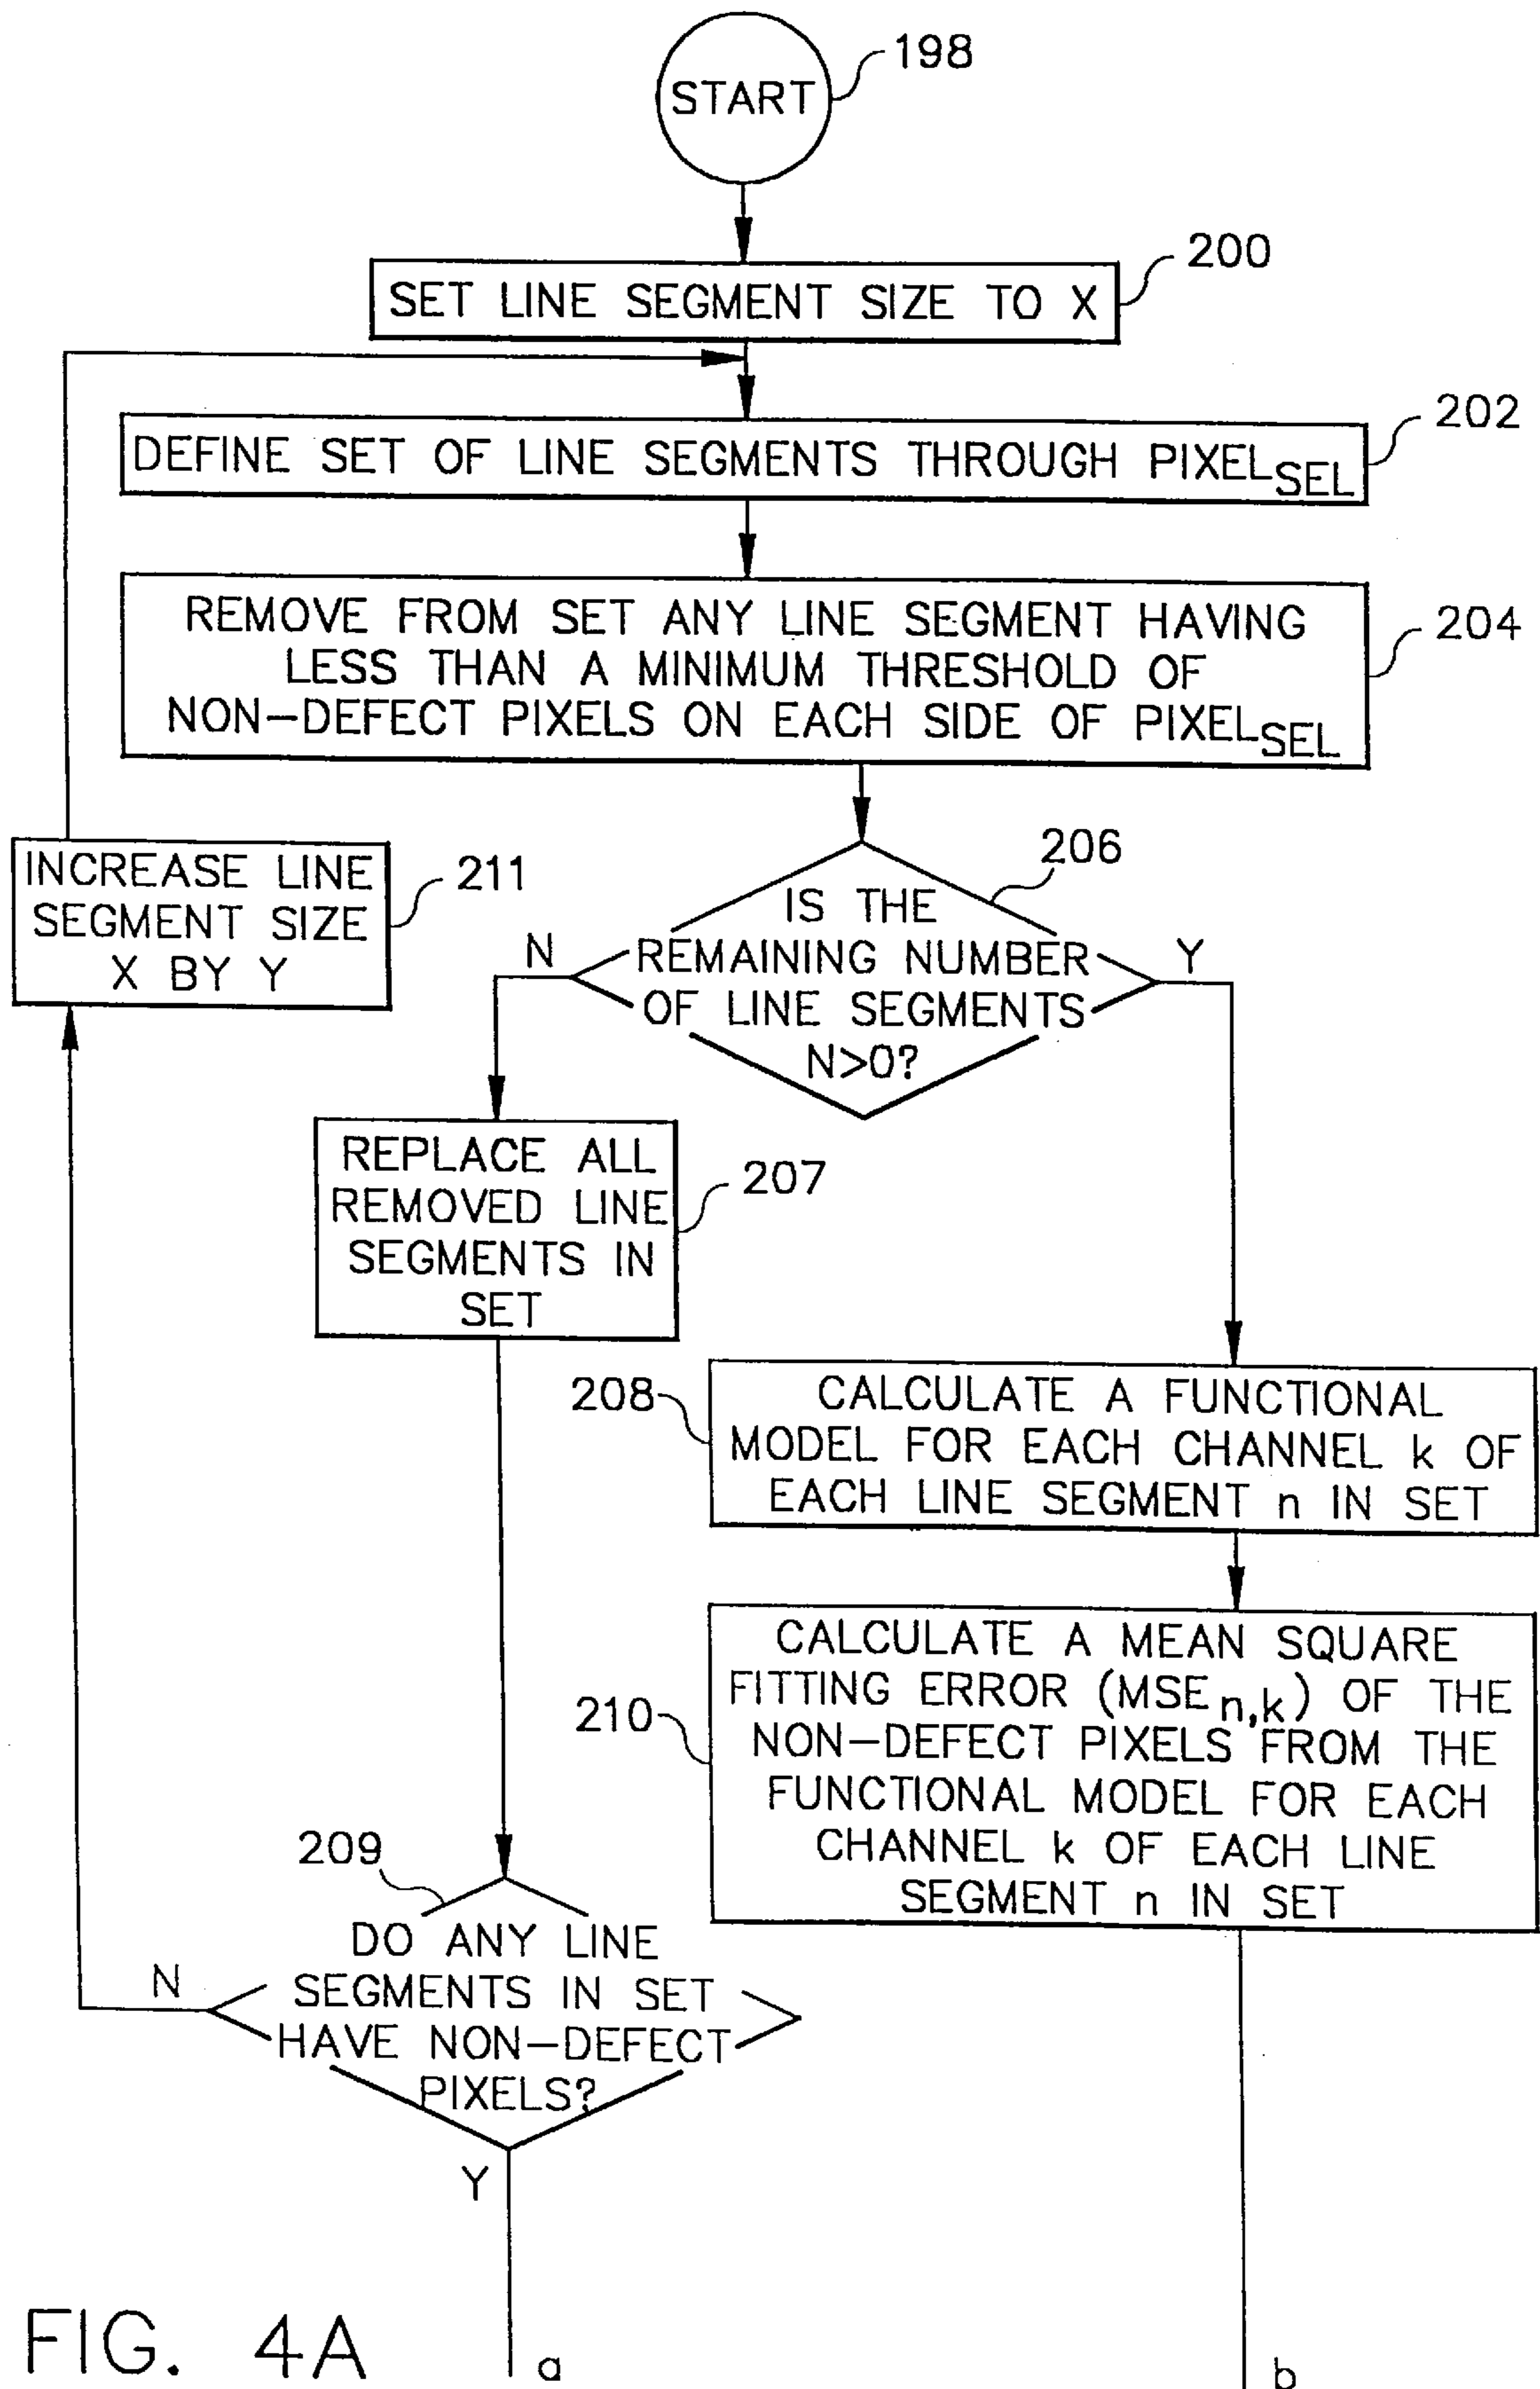 START
198
200
SET LINE SEGMENT SIZE TO X
202
DEFINE SET OF LINE SEGMENTS THROUGH PIXELSEL
204
REMOVE FROM SET ANY LINE SEGMENT HAVING
LESS THAN A MINIMUM THRESHOLD OF
NON-DEFECT PIXELS ON EACH SIDE OF PIXELSEL
INCREASE LINE
SEGMENT SIZE
X BY Y
211
206
IS THE
REMAINING NUMBER
OF LINE SEGMENTS
N>0?
N
Y
REPLACE ALL
REMOVED LINE
SEGMENTS IN
SET
207
208
CALCULATE A FUNCTIONAL
MODEL FOR EACH CHANNEL k OF
EACH LINE SEGMENT n IN SET
210
CALCULATE A MEAN SQUARE
FITTING ERROR (MSEn,k) OF THE
NON-DEFECT PIXELS FROM THE
FUNCTIONAL MODEL FOR EACH
CHANNEL k OF EACH LINE
SEGMENT n IN SET
209
DO ANY LINE
SEGMENTS IN SET
HAVE NON-DEFECT
PIXELS?
N
Y
FIG. 4A
a
b